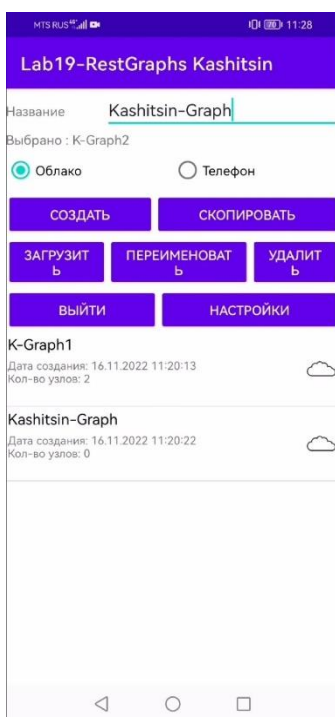 MTS RUS 11:28
Lab19-RestGraphs Kashitsin
Название Kashitsin-Graph
Выбрано : K-Graph2
Облако Телефон
СОЗДАТЬ СКОПИРОВАТЬ
ЗАГРУЗИТ ПЕРЕИМЕНОВАТ УДАЛИТ
Ь Ь Ь
ВЫЙТИ НАСТРОЙКИ
K-Graph1
Дата создания: 16.11.2022 11:20:13
Кол-во узлов: 2
Kashitsin-Graph
Дата создания: 16.11.2022 11:20:22
Кол-во узлов: 0